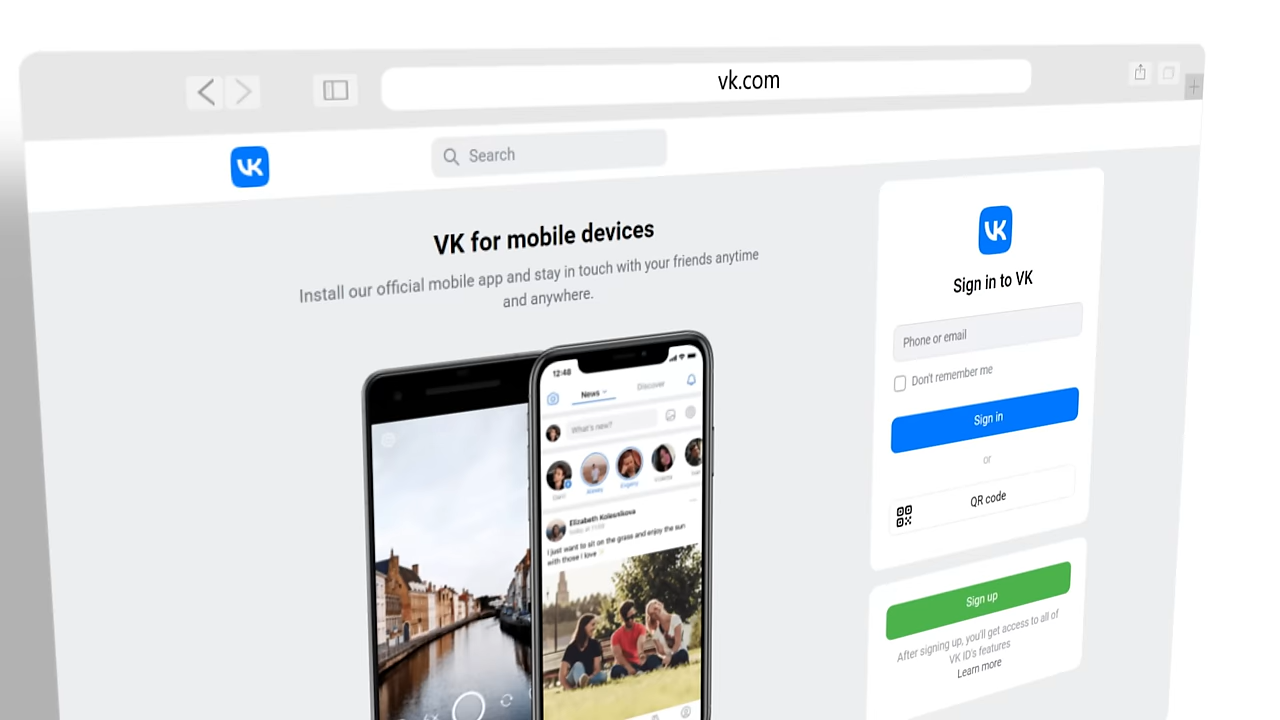 vk.com
VK
Search
VK for mobile devices
Install our official mobile app and stay in touch with your friends anytime
and anywhere.
VK
Sign in to VK
Phone or email
Don't remember me
Sign in
or
QR code
Sign up
After signing up, you'll get access to all of
VK ID's features
Learn more
12:48
News
Discover
What's new?
Elizabeth Kolesnikova
I just want to sit on the grass and enjoy the sun
with those I love